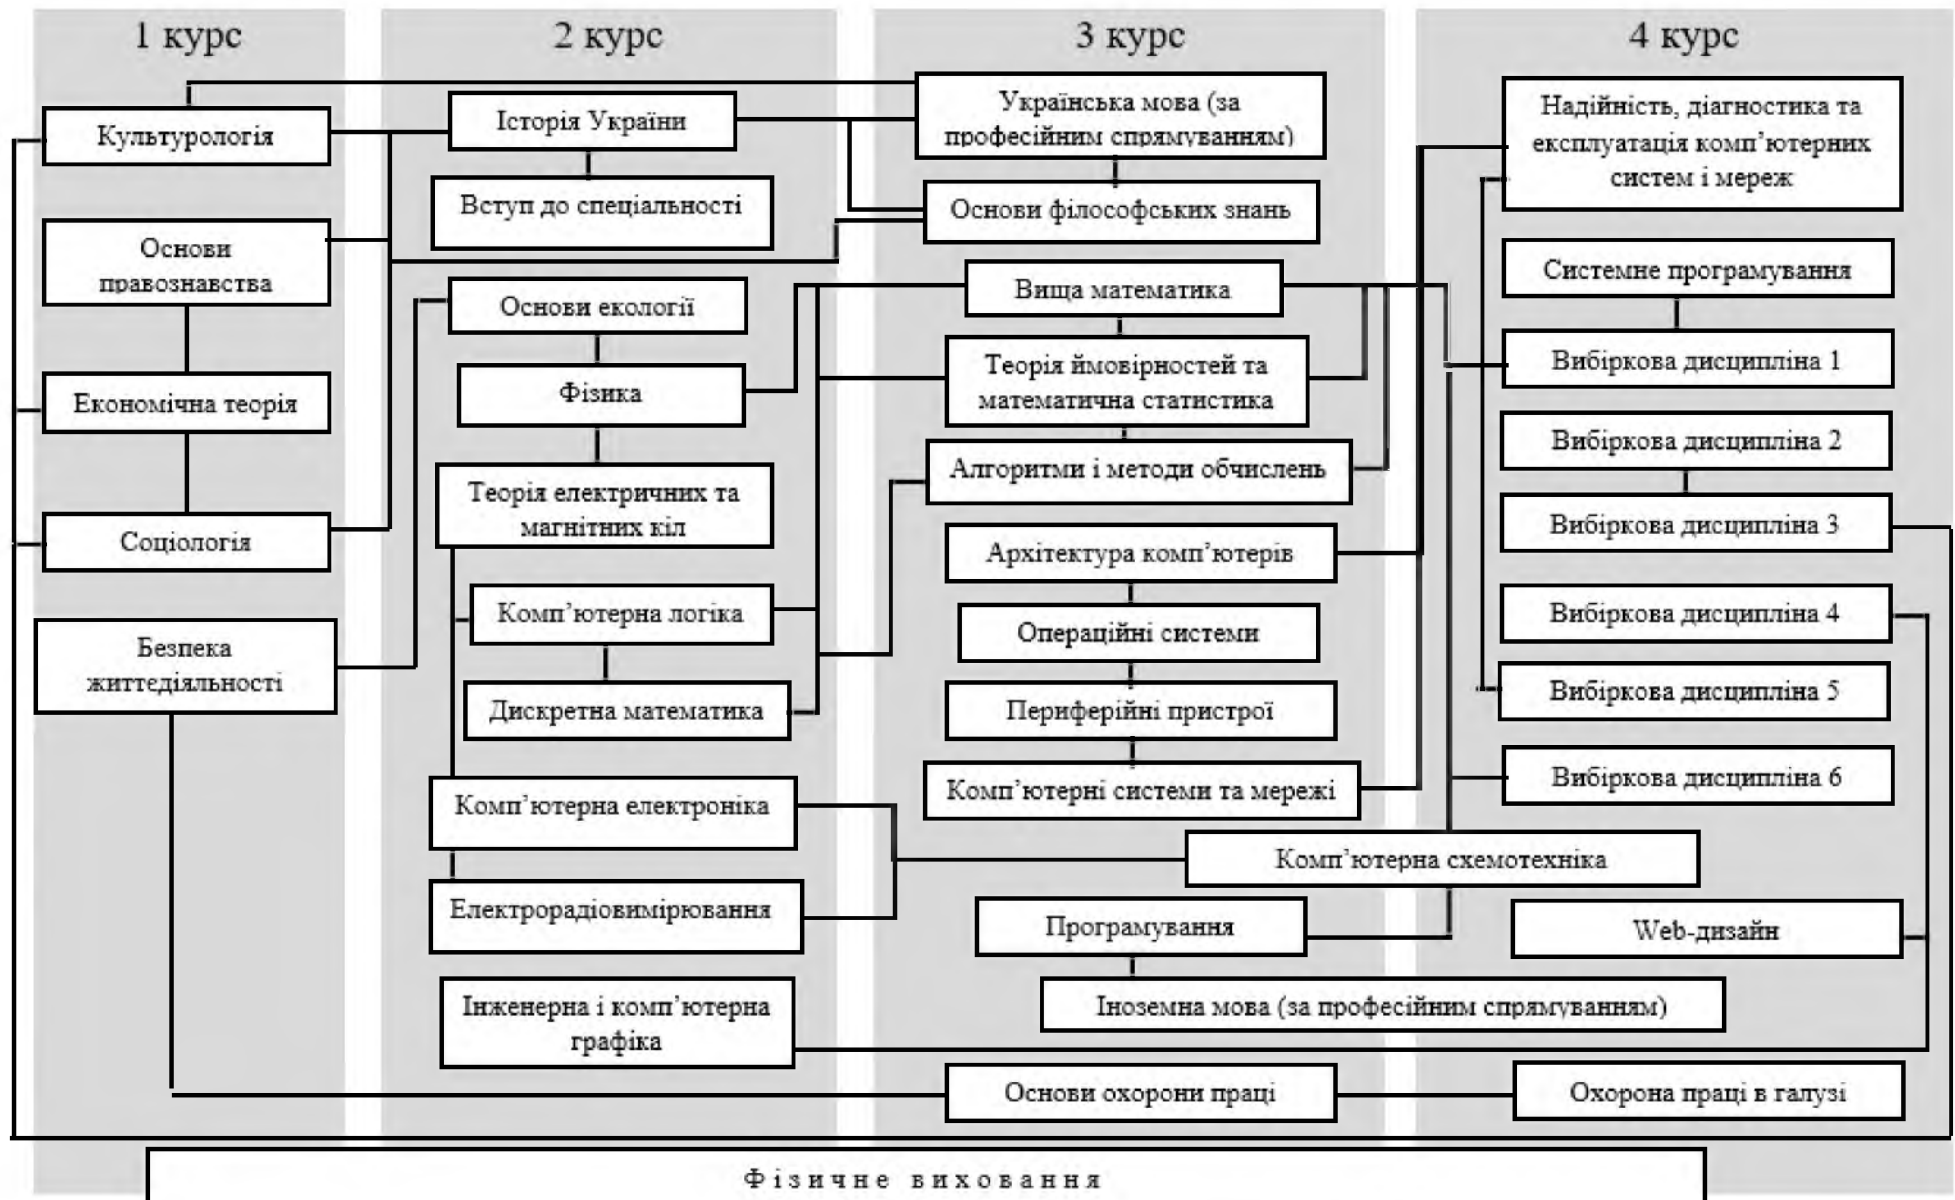 1 курс
2 курс
3 курс
4 курс
Культурологія
Основи
правознавства
Економічна теорія
Соціологія
Безпека
життєдіяльності
Історія України
Вступ до спеціальності
Основи екології
Фізика
Теорія електричних та
магнітних кіл
Комп’ютерна логіка
Дискретна математика
Комп’ютерна електроніка
Електрорадіовимірювання
Інженерна і комп’ютерна
графіка
Українська мова (за
професійним спрямуванням)
Основи філософських знань
Вища математика
Теорія ймовірностей та
математична статистика
Алгоритми і методи обчислень
Архітектура комп’ютерів
Операційні системи
Периферійні пристрої
Комп’ютерні системи та мережі
Комп’ютерна схемотехніка
Програмування
Іноземна мова (за професійним спрямуванням)
Основи охорони праці
Надійність, діагностика та
експлуатація комп’ютерних
систем і мереж
Системне програмування
Вибіркова дисципліна 1
Вибіркова дисципліна 2
Вибіркова дисципліна 3
Вибіркова дисципліна 4
Вибіркова дисципліна 5
Вибіркова дисципліна 6
Web-дизайн
Охорона праці в галузі
Фізичне виховання